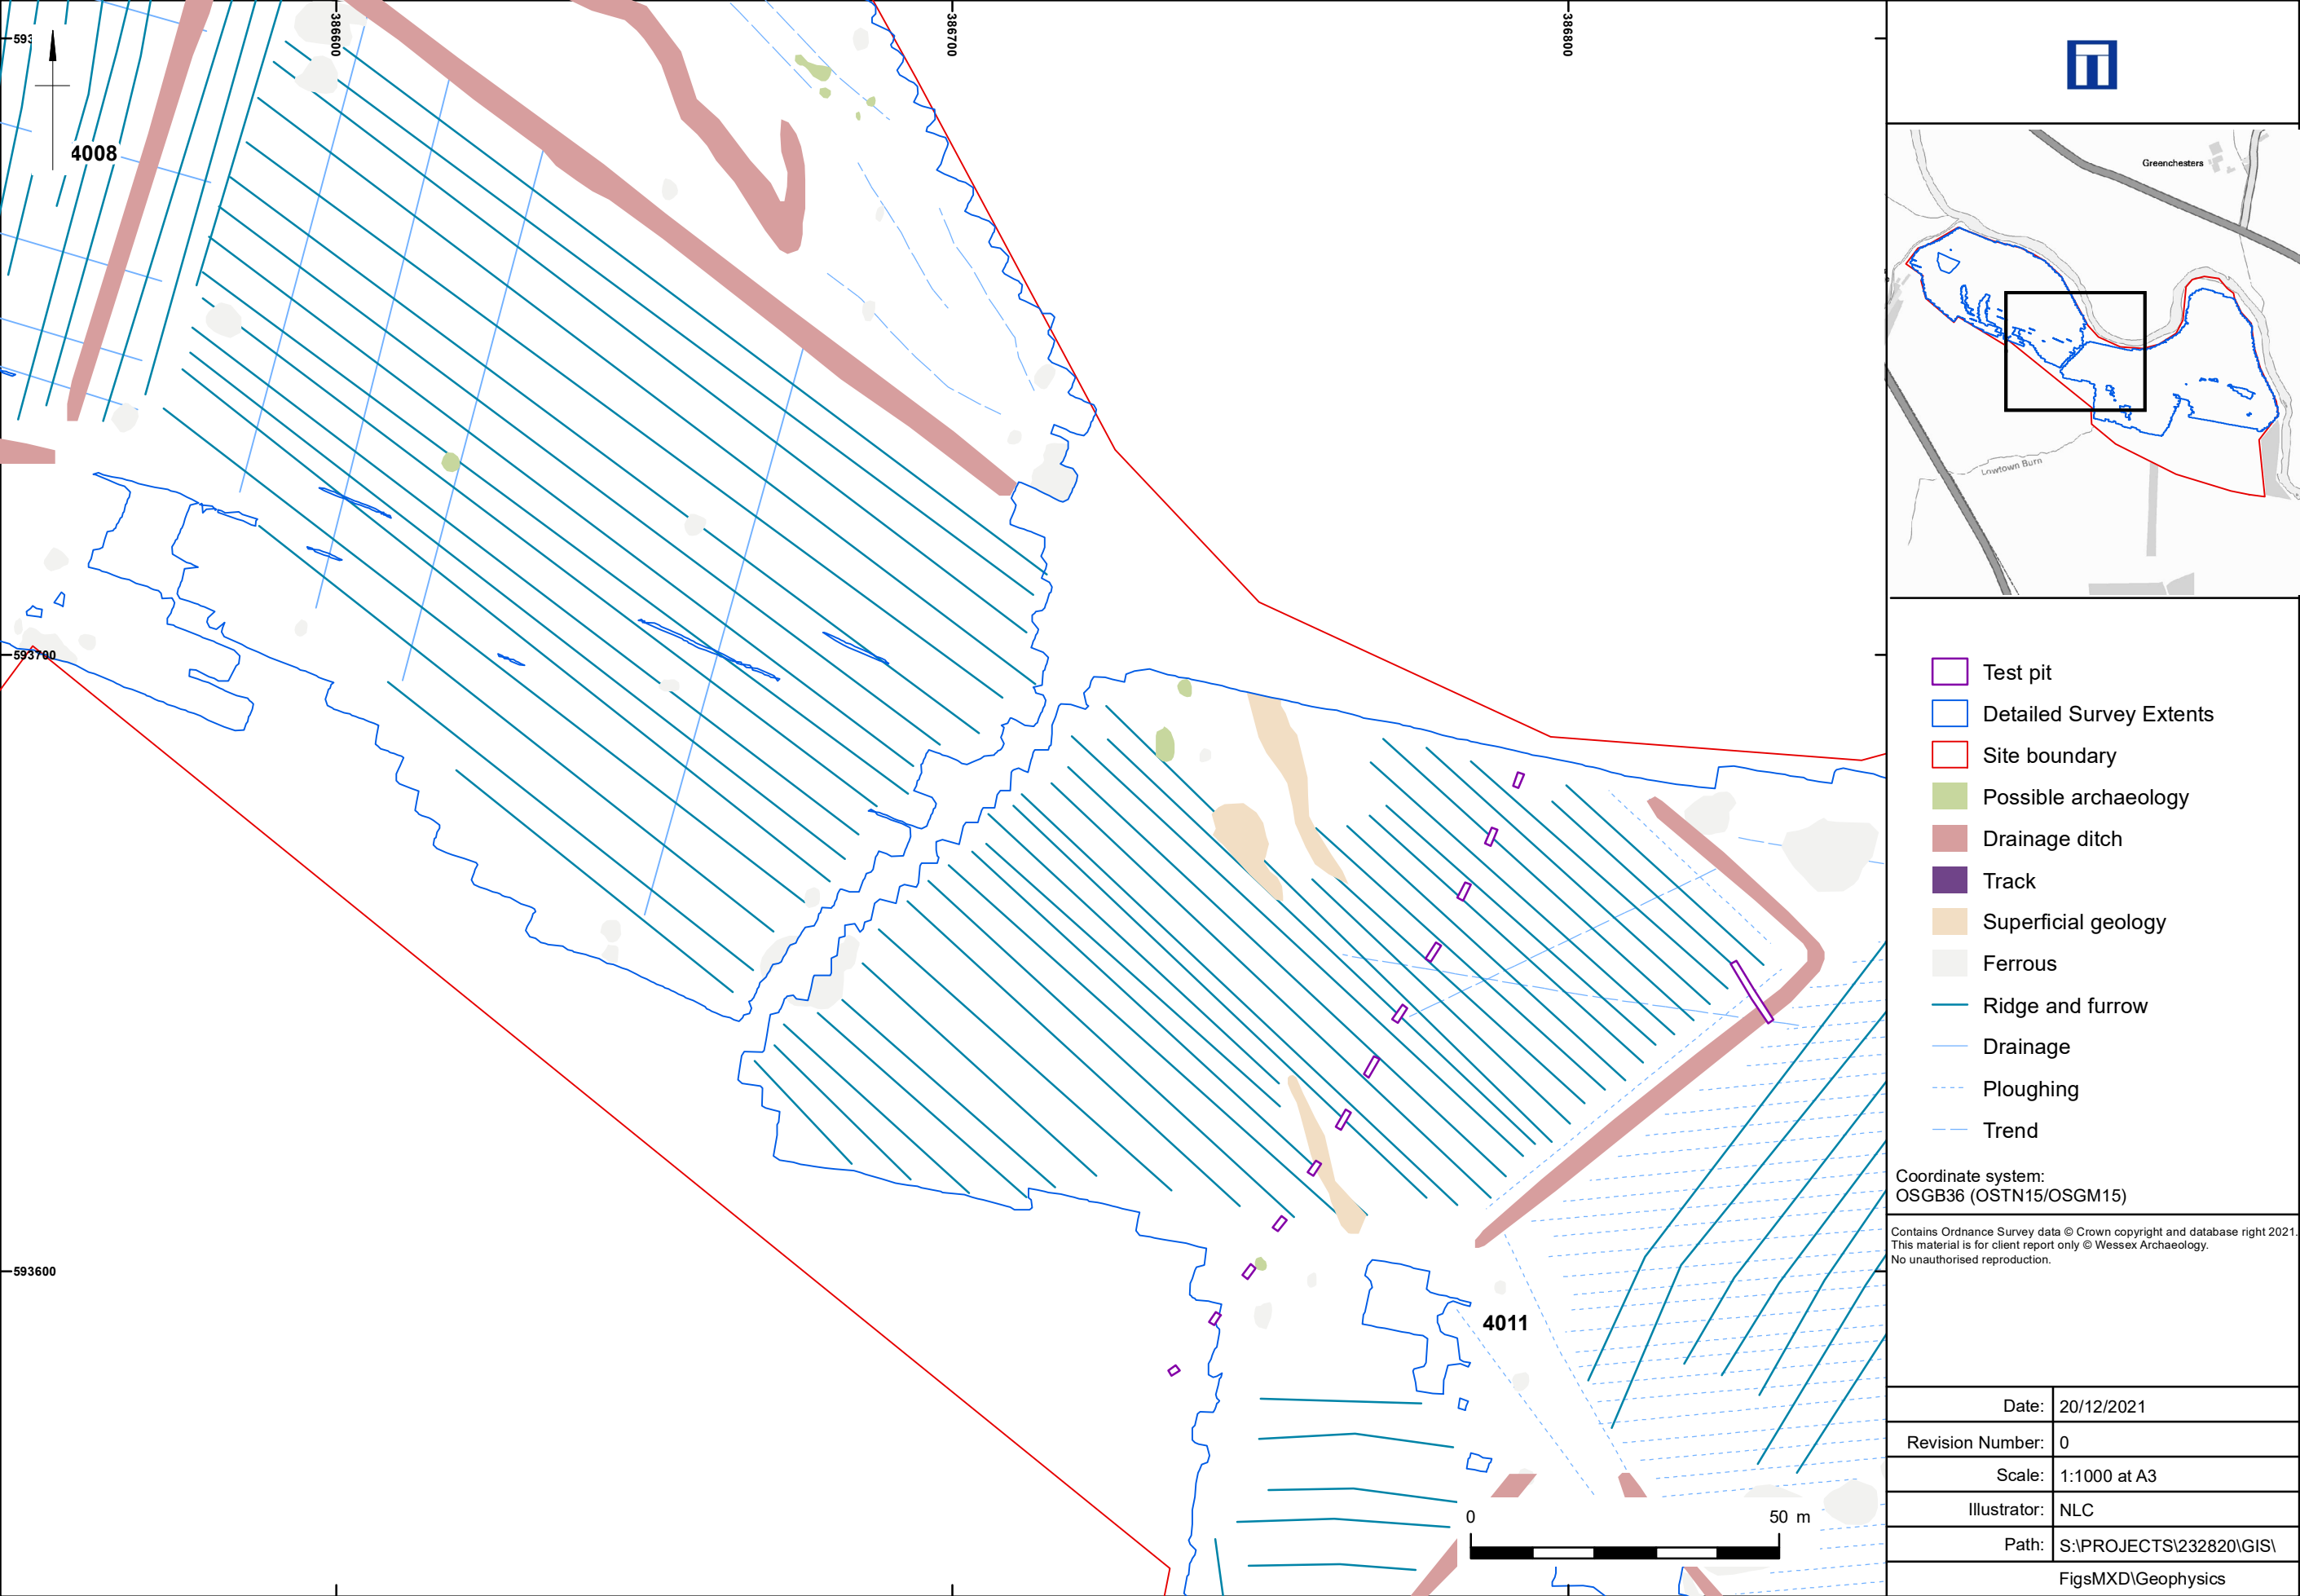 386600
386700
386800
593
4008
593700
593600
4011
0 50 m
Greenchesters
Lowtown Burn
Test pit
Detailed Survey Extents
Site boundary
Possible archaeology
Drainage ditch
Track
Superficial geology
Ferrous
Ridge and furrow
Drainage
Ploughing
Trend
Coordinate system:
OSGB36 (OSTN15/OSGM15)
Contains Ordnance Survey data © Crown copyright and database right 2021.
This material is for client report only © Wessex Archaeology.
No unauthorised reproduction.
Date: 20/12/2021
Revision Number: 0
Scale: 1:1000 at A3
Illustrator: NLC
Path: S:\PROJECTS\232820\GIS\
FigsMXD\Geophysics